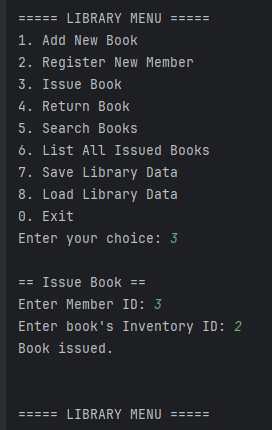 ===== LIBRARY MENU =====
1. Add New Book
2. Register New Member
3. Issue Book
4. Return Book
5. Search Books
6. List All Issued Books
7. Save Library Data
8. Load Library Data
0. Exit
Enter your choice: 3
== Issue Book ==
Enter Member ID: 3
Enter book's Inventory ID: 2
Book issued.
===== LIBRARY MENU =====